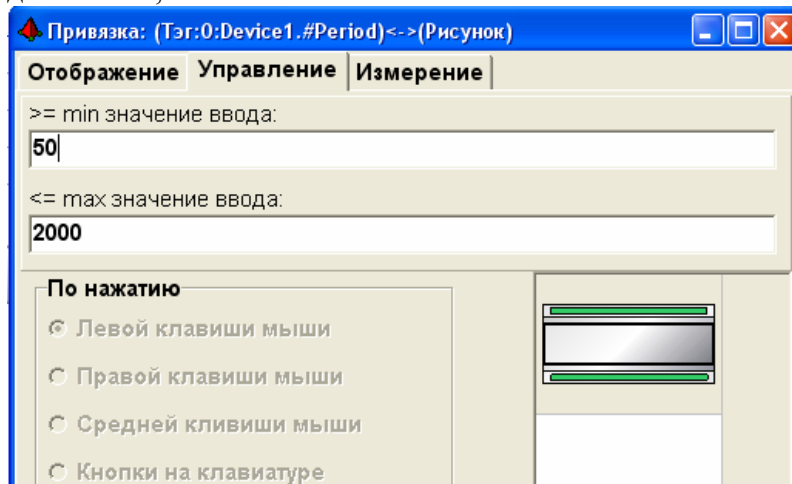 Привязка: (Тэг:0:Device1.#Period)<->(Рисунок)
Отображение Управление Измерение
>= min значение ввода:
50
<= max значение ввода:
2000
По нажатию
Левой клавиши мыши
Правой клавиши мыши
Средней кливиши мыши
Кнопки на клавиатуре